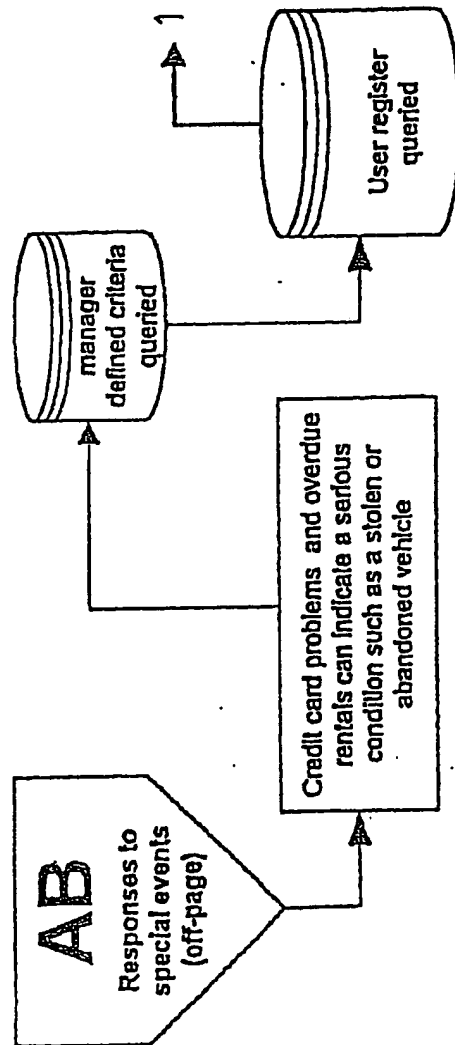 AB
Responses to
special events
(off-page)
Credit card problems and overdue
rentals can indicate a serious
condition such as a stolen or
abandoned vehicle
manager
defined criteria
queried
User register
queried
1